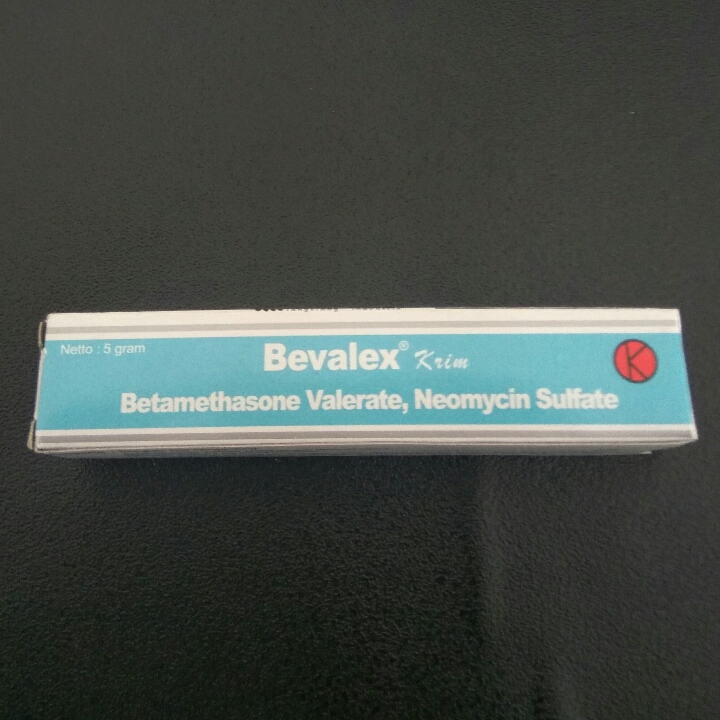 Netto : 5 gram
Bevalex® Krim
K
Betamethasone Valerate, Neomycin Sulfate